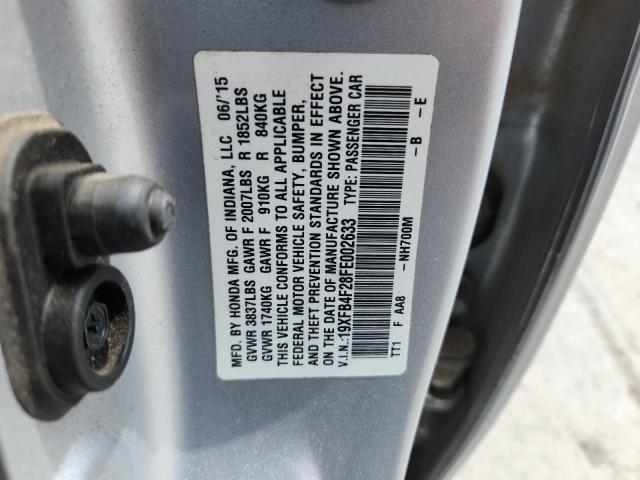 MFD. BY HONDA MFG. OF INDIANA, LLC 06/'15
GVWR 3837LBS GAWR F 2007LBS R 1852LBS
GVWR 1740KG GAWR F 910KG R 840KG
THIS VEHICLE CONFORMS TO ALL APPLICABLE
FEDERAL MOTOR VEHICLE SAFETY, BUMPER,
AND THEFT PREVENTION STANDARDS IN EFFECT
ON THE DATE OF MANUFACTURE SHOWN ABOVE.
V.I.N.:19XFB4F28FE002633 TYPE: PASSENGER CAR
TT1 F AA8 -NH700M -B -E